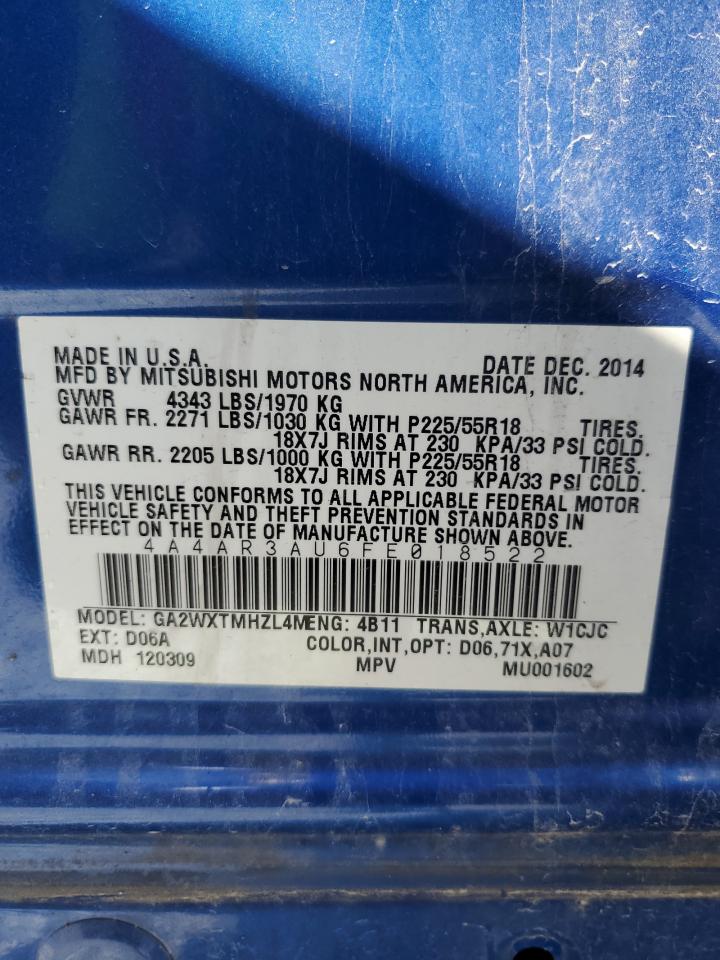 MADE IN U.S.A. DATE DEC. 2014
MFD BY MITSUBISHI MOTORS NORTH AMERICA, INC.
GVWR 4343 LBS/1970 KG
GAWR FR. 2271 LBS/1030 KG WITH P225/55R18 TIRES.
18X7J RIMS AT 230 KPA/33 PSI COLD.
GAWR RR. 2205 LBS/1000 KG WITH P225/55R18 TIRES.
18X7J RIMS AT 230 KPA/33 PSI COLD.
THIS VEHICLE CONFORMS TO ALL APPLICABLE FEDERAL MOTOR
VEHICLE SAFETY AND THEFT PREVENTION STANDARDS IN
EFFECT ON THE DATE OF MANUFACTURE SHOWN ABOVE.
4A4AR3AU6FE018522
MODEL: GA2WXTMHZL4MENG: 4B11 TRANS,AXLE: W1CJC
EXT: D06A COLOR,INT,OPT: D06,71X,A07
MDH 120309 MPV MU001602